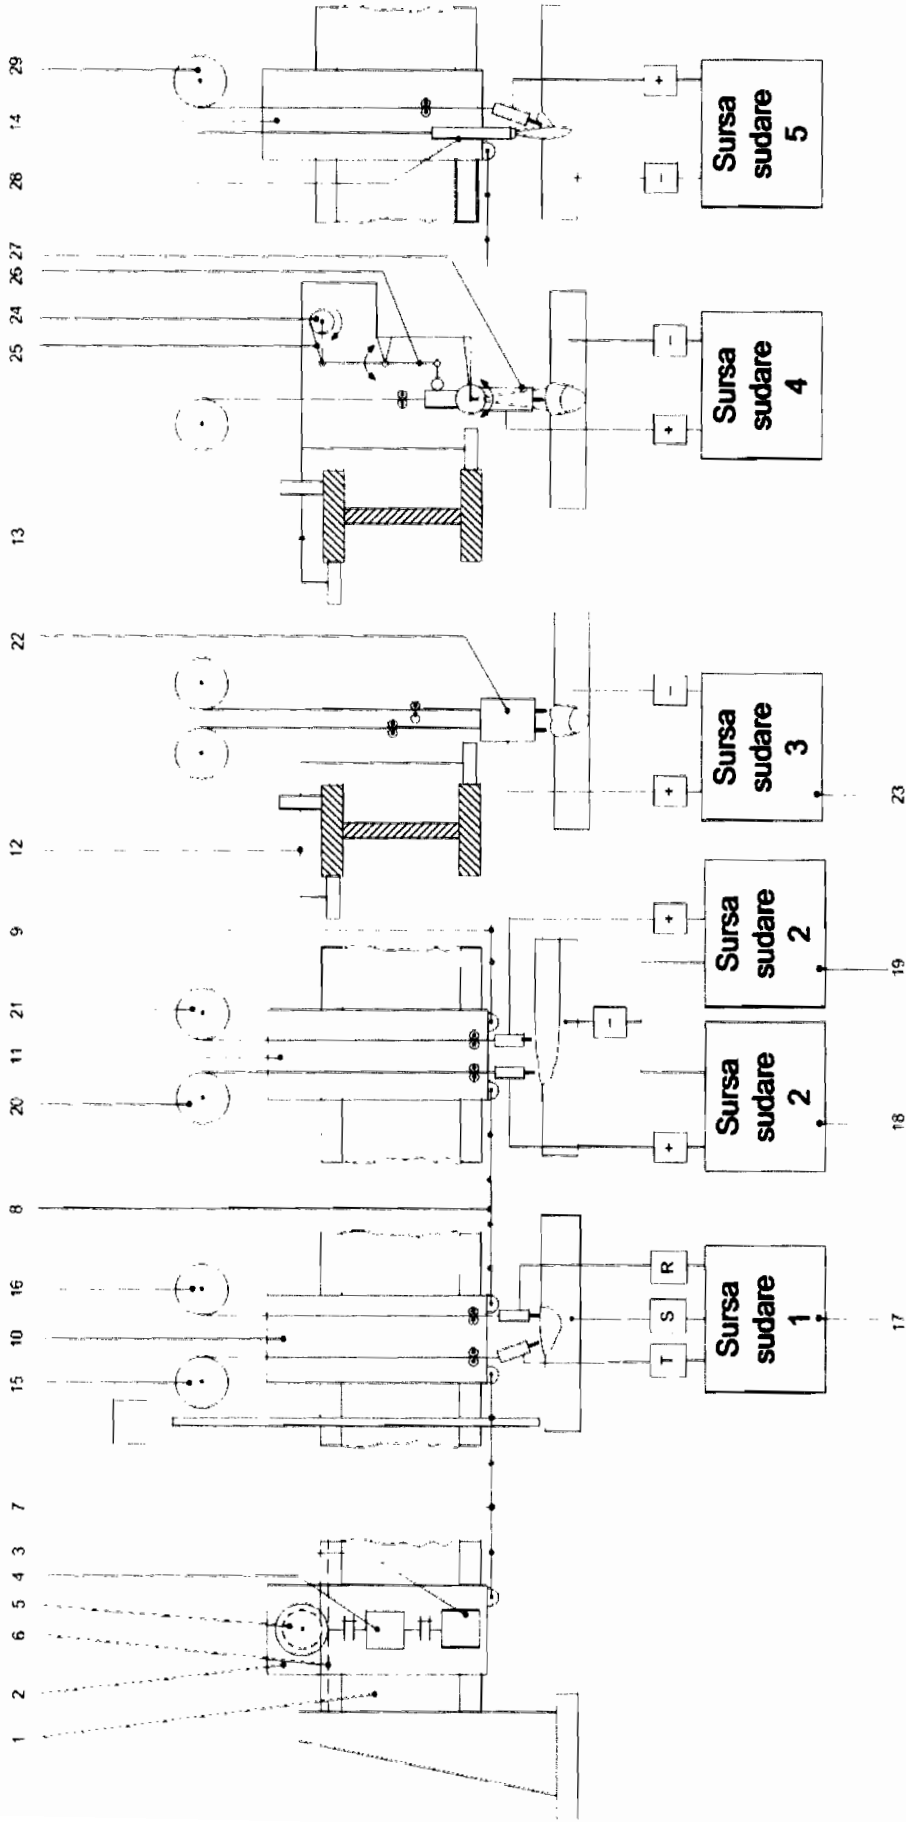 1 2 6 5 4 3 7 15 10 16 8 20 11 21 9 12 22 13 25 24 26 27 28 14 29
T S R
+ - +
+ -
+ -
- +
Sursa sudare 1
Sursa sudare 2
Sursa sudare 2
Sursa sudare 3
Sursa sudare 4
Sursa sudare 5
17 18 19 23